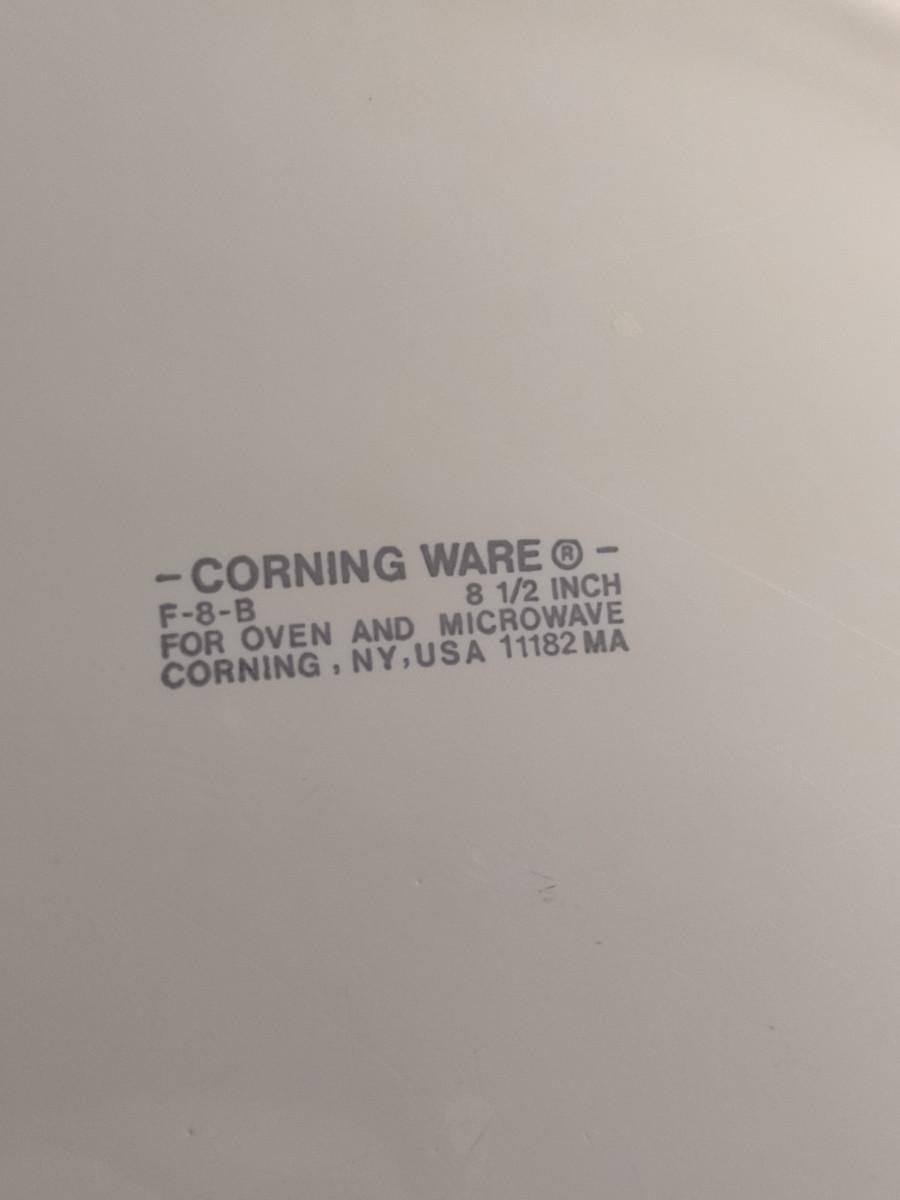 - CORNING WARE ® -
F-8-B 8 1/2 INCH
FOR OVEN AND MICROWAVE
CORNING , NY, USA 11182 MA